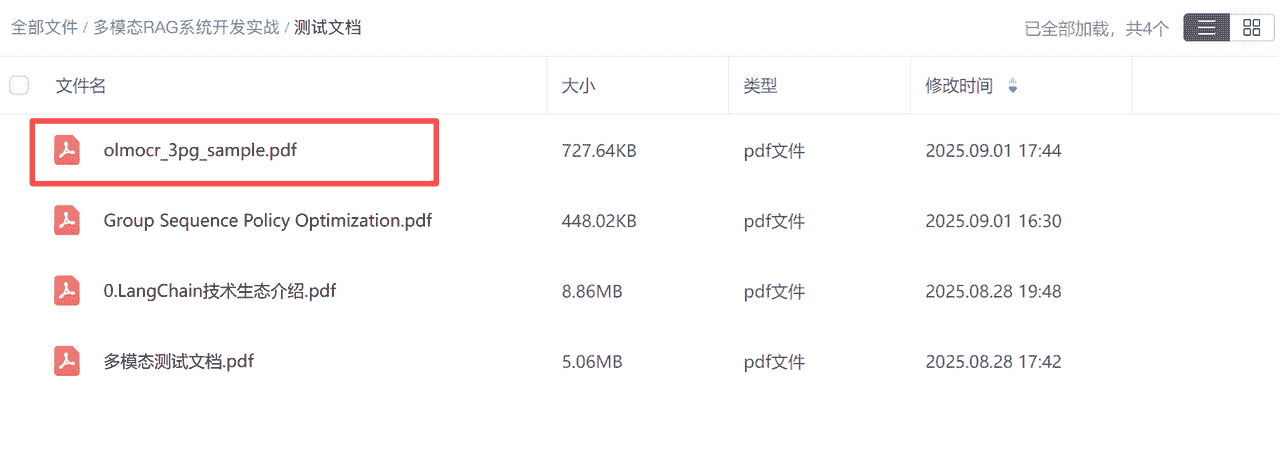 全部文件 / 多模态RAG系统开发实战 / 测试文档 已全部加载，共4个
文件名 大小 类型 修改时间
olmocr_3pg_sample.pdf 727.64KB pdf文件 2025.09.01 17:44
Group Sequence Policy Optimization.pdf 448.02KB pdf文件 2025.09.01 16:30
0.LangChain技术生态介绍.pdf 8.86MB pdf文件 2025.08.28 19:48
多模态测试文档.pdf 5.06MB pdf文件 2025.08.28 17:42